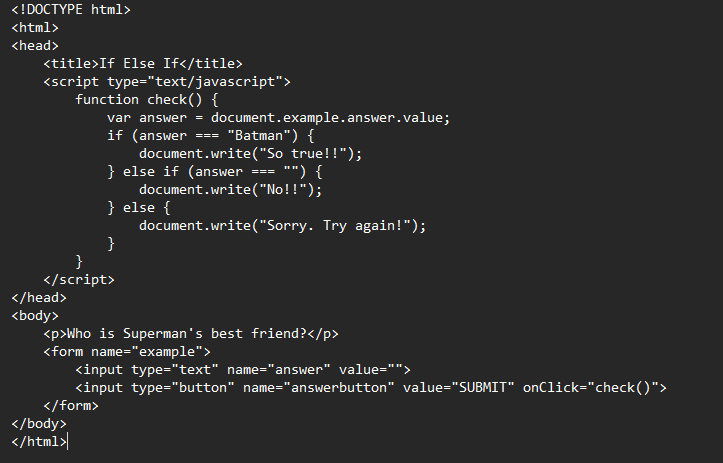 <!DOCTYPE html>
<html>
<head>
    <title>If Else If</title>
    <script type="text/javascript">
        function check() {
            var answer = document.example.answer.value;
            if (answer === "Batman") {
                document.write("So true!!");
            } else if (answer === "") {
                document.write("No!!");
            } else {
                document.write("Sorry. Try again!");
            }
        }
    </script>
</head>
<body>
    <p>Who is Superman's best friend?</p>
    <form name="example">
        <input type="text" name="answer" value="">
        <input type="button" name="answerbutton" value="SUBMIT" onClick="check()">
    </form>
</body>
</html>